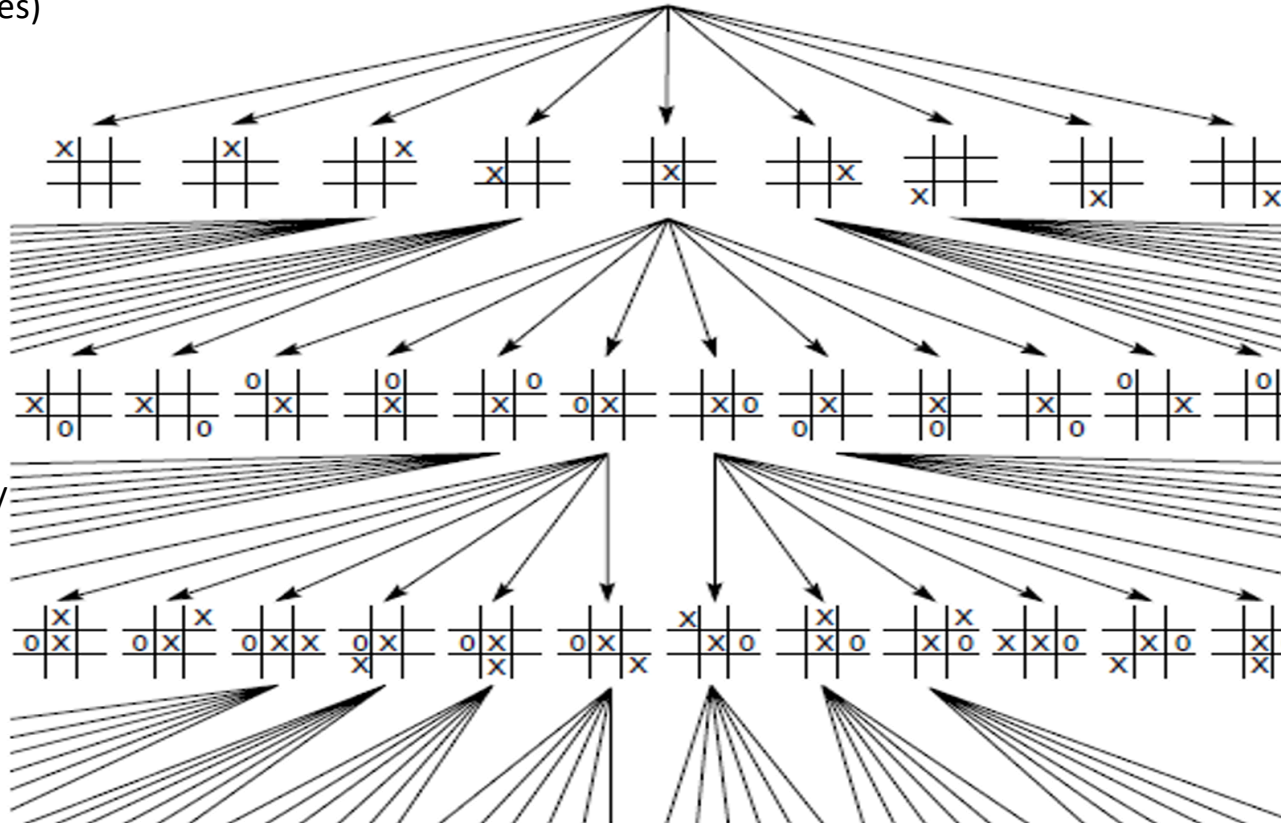 es)
x x x x x x x x x
o o o o o o
x x x o x x o x x x x
o o o o o o
y
x x x x x
o x o x o x x o x o x o x x o x o x o x x o x o x
x x x x x